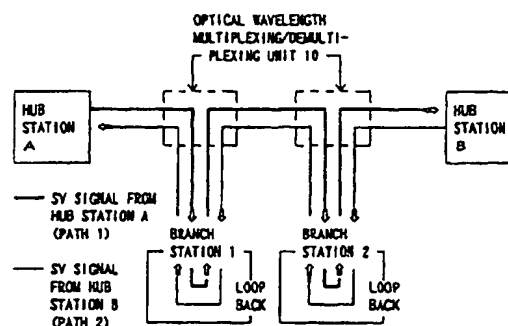 OPTICAL WAVELENGTH
MULTIPLEXING/DEMULTI-
PLEXING UNIT 10
HUB
STATION
A
HUB
STATION
B
SV SIGNAL FROM
HUB STATION A
(PATH 1)
SV SIGNAL
FROM HUB
STATION B
(PATH 2)
BRANCH
STATION 1
LOOP
BACK
BRANCH
STATION 2
LOOP
BACK